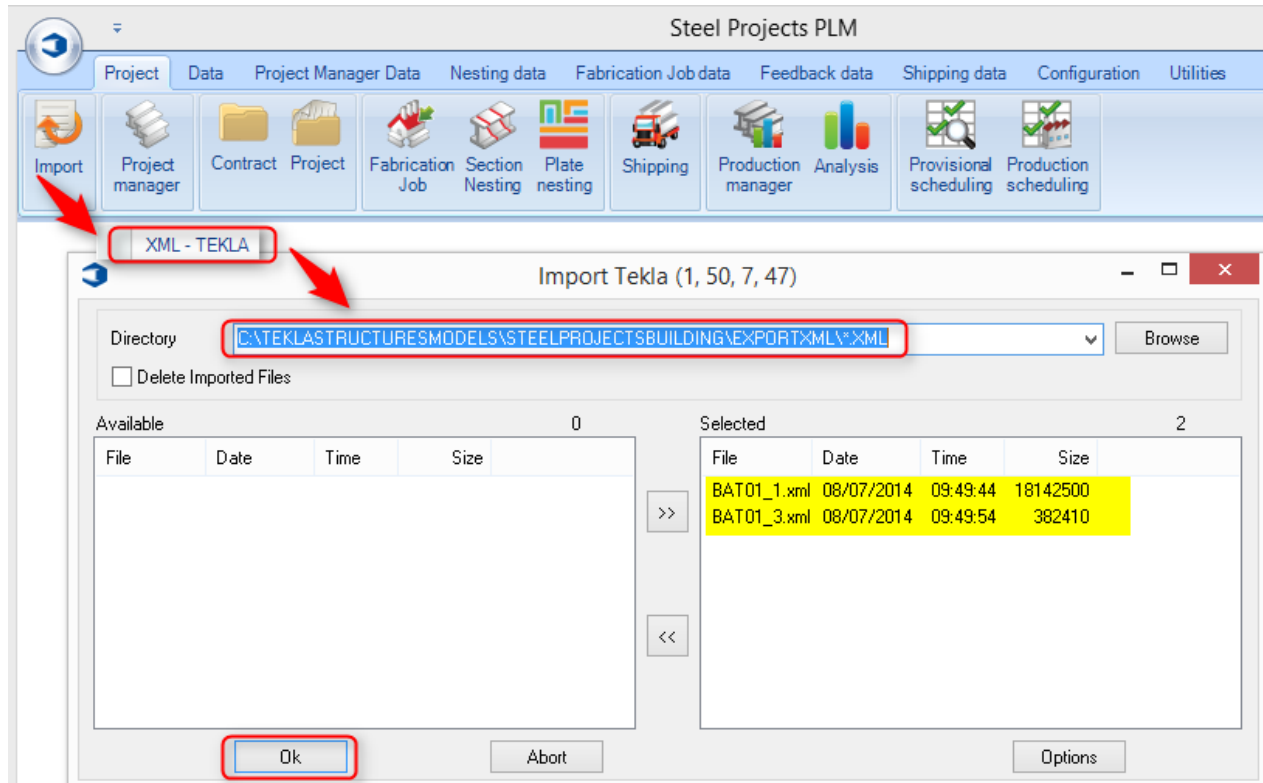 Steel Projects PLM
Project Data Project Manager Data Nesting data Fabrication Job data Feedback data Shipping data Configuration Utilities
Import Project manager Contract Project Fabrication Job Section Nesting Plate nesting Shipping Production manager Analysis Provisional scheduling Production scheduling
XML - TEKLA
Import Tekla (1, 50, 7, 47)
Directory C:\TEKLASTRUCTURESMODELS\STEELPROJECTSBUILDING\EXPORTXML\*.XML Browse
Delete Imported Files
Available 0 Selected 2
File Date Time Size File Date Time Size
BAT01_1.xml 08/07/2014 09:49:44 18142500
>>
BAT01_3.xml 08/07/2014 09:49:54 382410
<<
Ok Abort Options